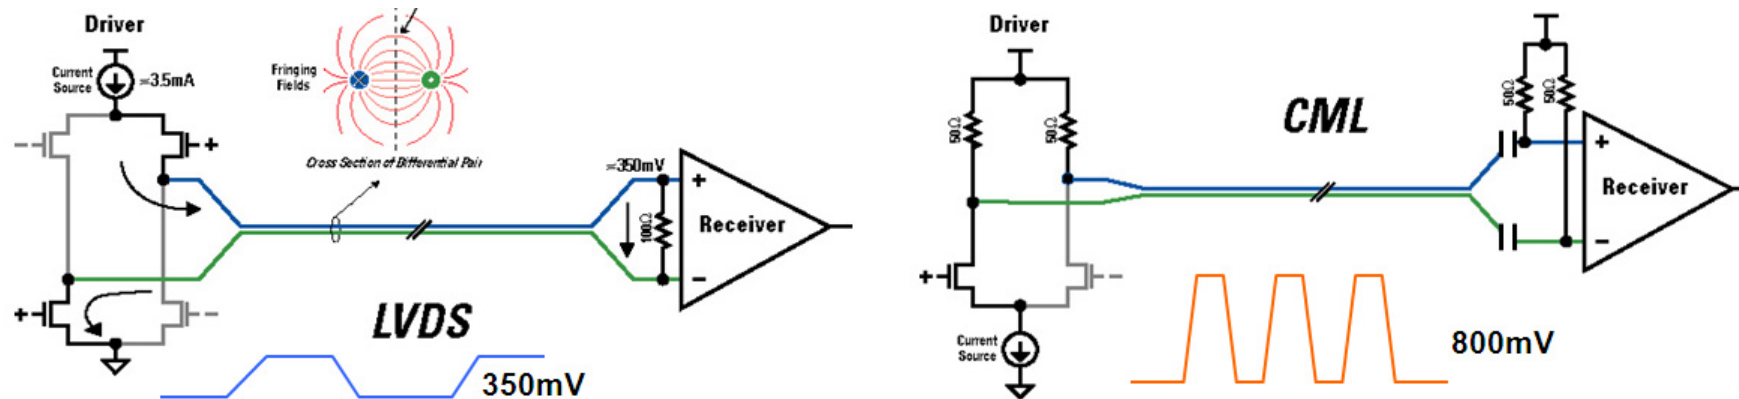 Driver
Current
Source
≈3.5mA
Fringing
Fields
Cross Section of Differential Pair
+
+
≈350mV
+
100Ω
Receiver
−
LVDS
350mV
Driver
50Ω
50Ω
CML
50Ω
50Ω
+
Receiver
−
+
Current
Source
800mV